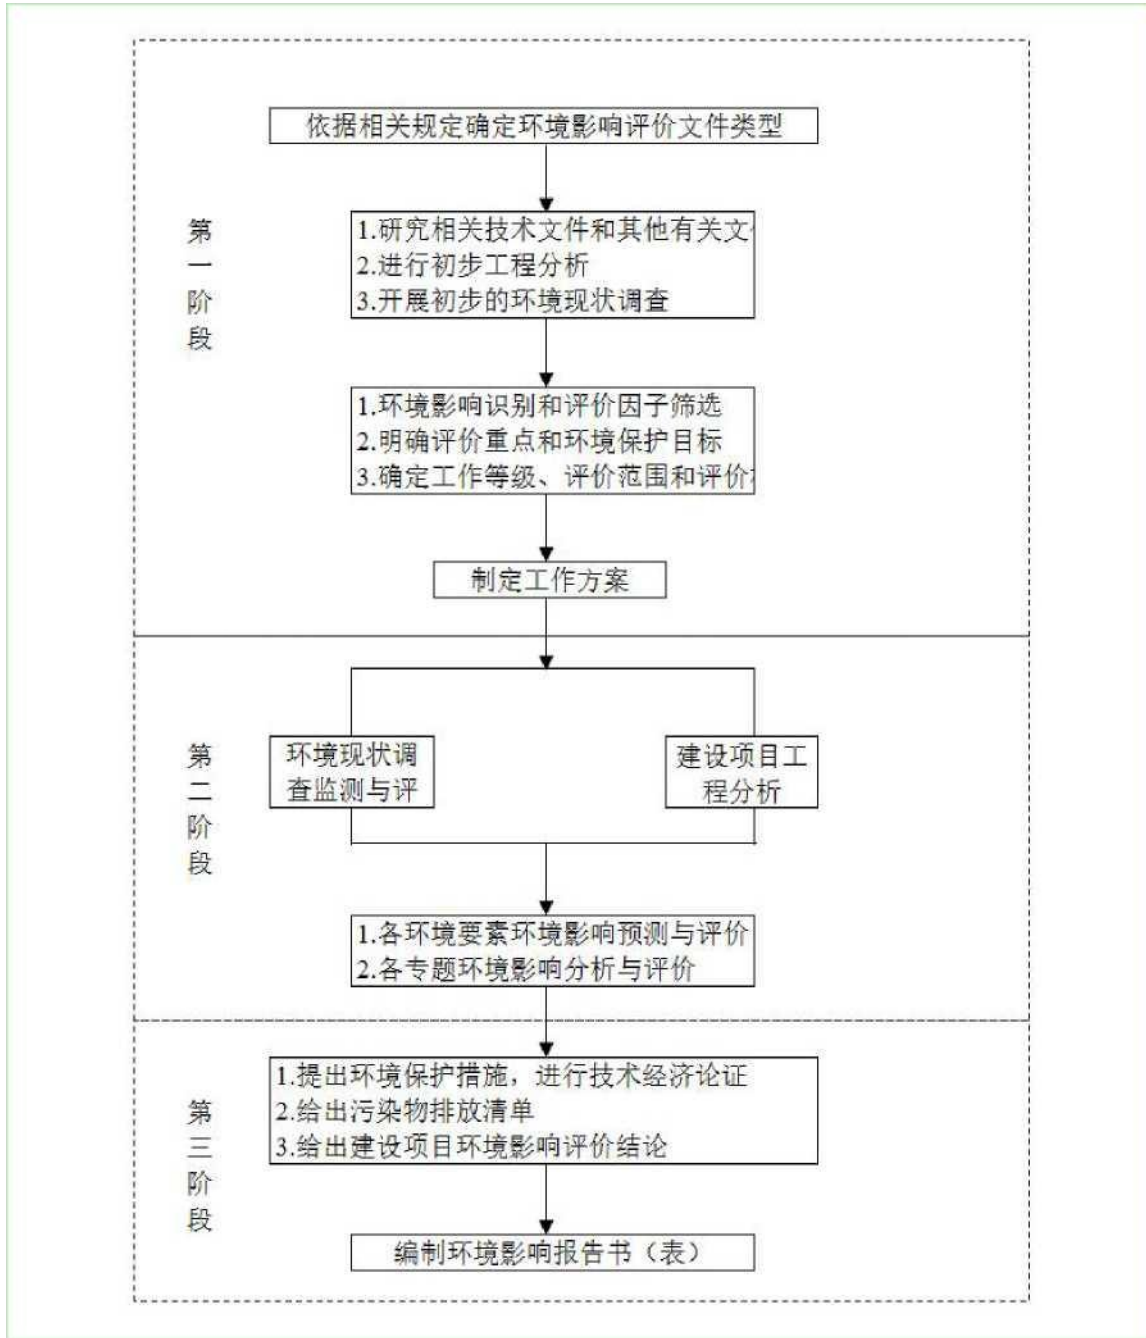 依据相关规定确定环境影响评价文件类型
第一阶段
1.研究相关技术文件和其他有关文
2.进行初步工程分析
3.开展初步的环境现状调查
1.环境影响识别和评价因子筛选
2.明确评价重点和环境保护目标
3.确定工作等级、评价范围和评价
制定工作方案
第二阶段
环境现状调
查监测与评
建设项目工
程分析
1.各环境要素环境影响预测与评价
2.各专题环境影响分析与评价
第三阶段
1.提出环境保护措施，进行技术经济论证
2.给出污染物排放清单
3.给出建设项目环境影响评价结论
编制环境影响报告书（表）